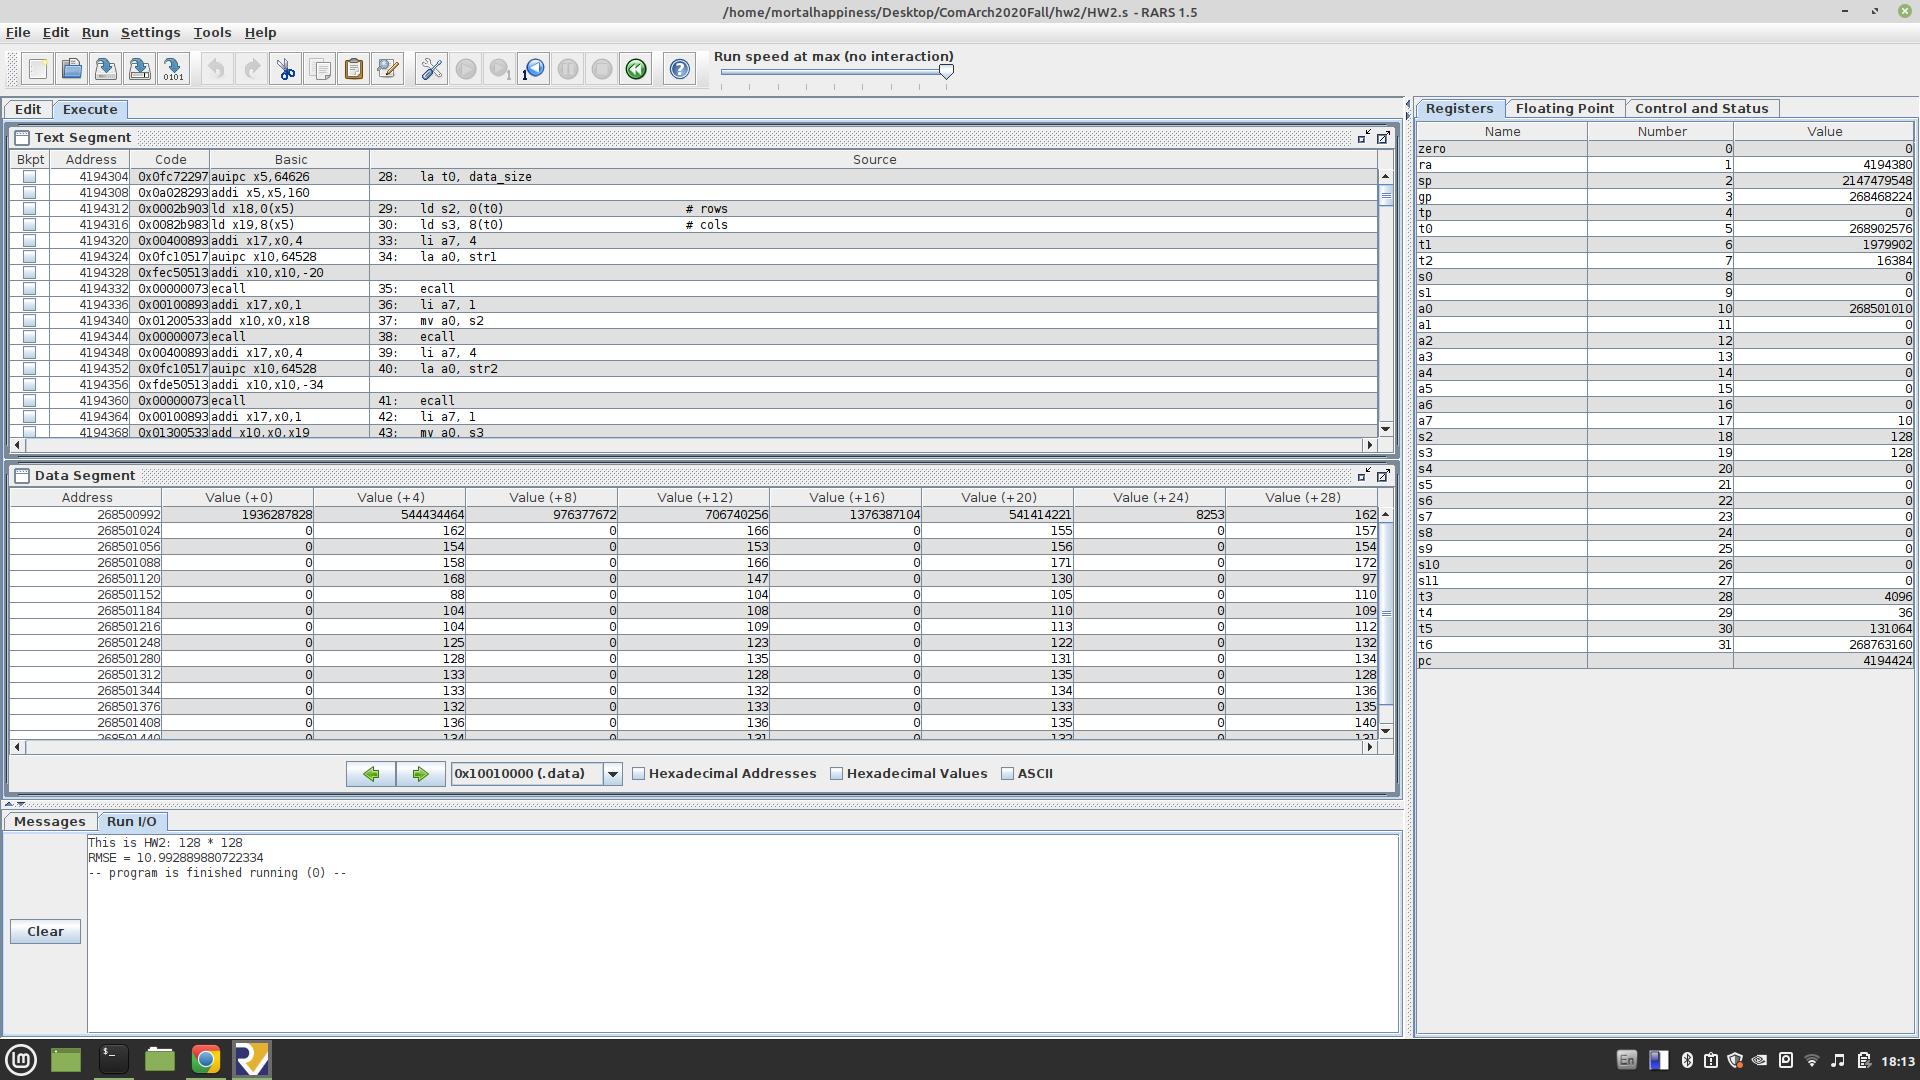 /home/mortalhappiness/Desktop/ComArch2020Fall/hw2/HW2.s - RARS 1.5
File Edit Run Settings Tools Help
Run speed at max (no interaction)
Edit Execute
Text Segment
Bkpt Address Code Basic Source
4194304 0x0fc72297 auipc x5,64626 28: la t0, data_size
4194308 0x0a028293 addi x5,x5,160
4194312 0x0002b903 ld x18,0(x5) 29: ld s2, 0(t0) # rows
4194316 0x0082b983 ld x19,8(x5) 30: ld s3, 8(t0) # cols
4194320 0x00400893 addi x17,x0,4 33: li a7, 4
4194324 0x0fc10517 auipc x10,64528 34: la a0, str1
4194328 0xfec50513 addi x10,x10,-20
4194332 0x00000073 ecall 35: ecall
4194336 0x00100893 addi x17,x0,1 36: li a7, 1
4194340 0x01200533 add x10,x0,x18 37: mv a0, s2
4194344 0x00000073 ecall 38: ecall
4194348 0x00400893 addi x17,x0,4 39: li a7, 4
4194352 0x0fc10517 auipc x10,64528 40: la a0, str2
4194356 0xfde50513 addi x10,x10,-34
4194360 0x00000073 ecall 41: ecall
4194364 0x00100893 addi x17,x0,1 42: li a7, 1
4194368 0x01300533 add x10,x0,x19 43: mv a0, s3
Data Segment
Address Value (+0) Value (+4) Value (+8) Value (+12) Value (+16) Value (+20) Value (+24) Value (+28)
268500992 1936287828 544434464 976377672 706740256 1376387104 541414221 8253 162
268501024 0 162 0 166 0 155 0 157
268501056 0 154 0 153 0 156 0 154
268501088 0 158 0 166 0 171 0 172
268501120 0 168 0 147 0 130 0 97
268501152 0 88 0 104 0 105 0 110
268501184 0 104 0 108 0 110 0 109
268501216 0 104 0 109 0 113 0 112
268501248 0 125 0 123 0 122 0 132
268501280 0 128 0 135 0 131 0 134
268501312 0 133 0 128 0 135 0 128
268501344 0 133 0 132 0 134 0 136
268501376 0 132 0 133 0 133 0 135
268501408 0 136 0 136 0 135 0 140
268501440 0 134 0 131 0 132 0 131
0x10010000 (.data) Hexadecimal Addresses Hexadecimal Values ASCII
Messages Run I/O
This is HW2: 128 * 128
RMSE = 10.992889880722334
-- program is finished running (0) --
Clear
Registers Floating Point Control and Status
Name Number Value
zero 0 0
ra 1 4194380
sp 2 2147479548
gp 3 268468224
tp 4 0
t0 5 268902576
t1 6 1979902
t2 7 16384
s0 8 0
s1 9 0
a0 10 268501010
a1 11 0
a2 12 0
a3 13 0
a4 14 0
a5 15 0
a6 16 0
a7 17 10
s2 18 128
s3 19 128
s4 20 0
s5 21 0
s6 22 0
s7 23 0
s8 24 0
s9 25 0
s10 26 0
s11 27 0
t3 28 4096
t4 29 36
t5 30 131064
t6 31 268763160
pc 4194424
En 18:13